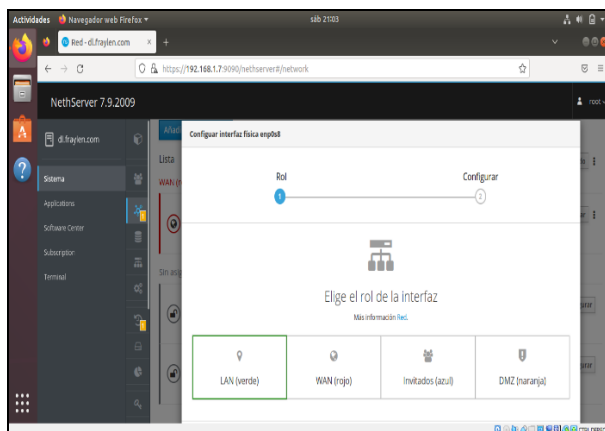 Actividades Navegador web Firefox sáb 21:03
Red - dl.fraylen.com
https://192.168.1.7:9090/nethserver#/network
NethServer 7.9.2009 root
dl.fraylen.com
Sistema
Applications
Software Center
Subscription
Terminal
Lista
Configuar interfaz física enp0s8
Rol Configurar
1 2
Elige el rol de la interfaz
Más información Red.
LAN (verde) WAN (rojo) Invitados (azul) DMZ (naranja)